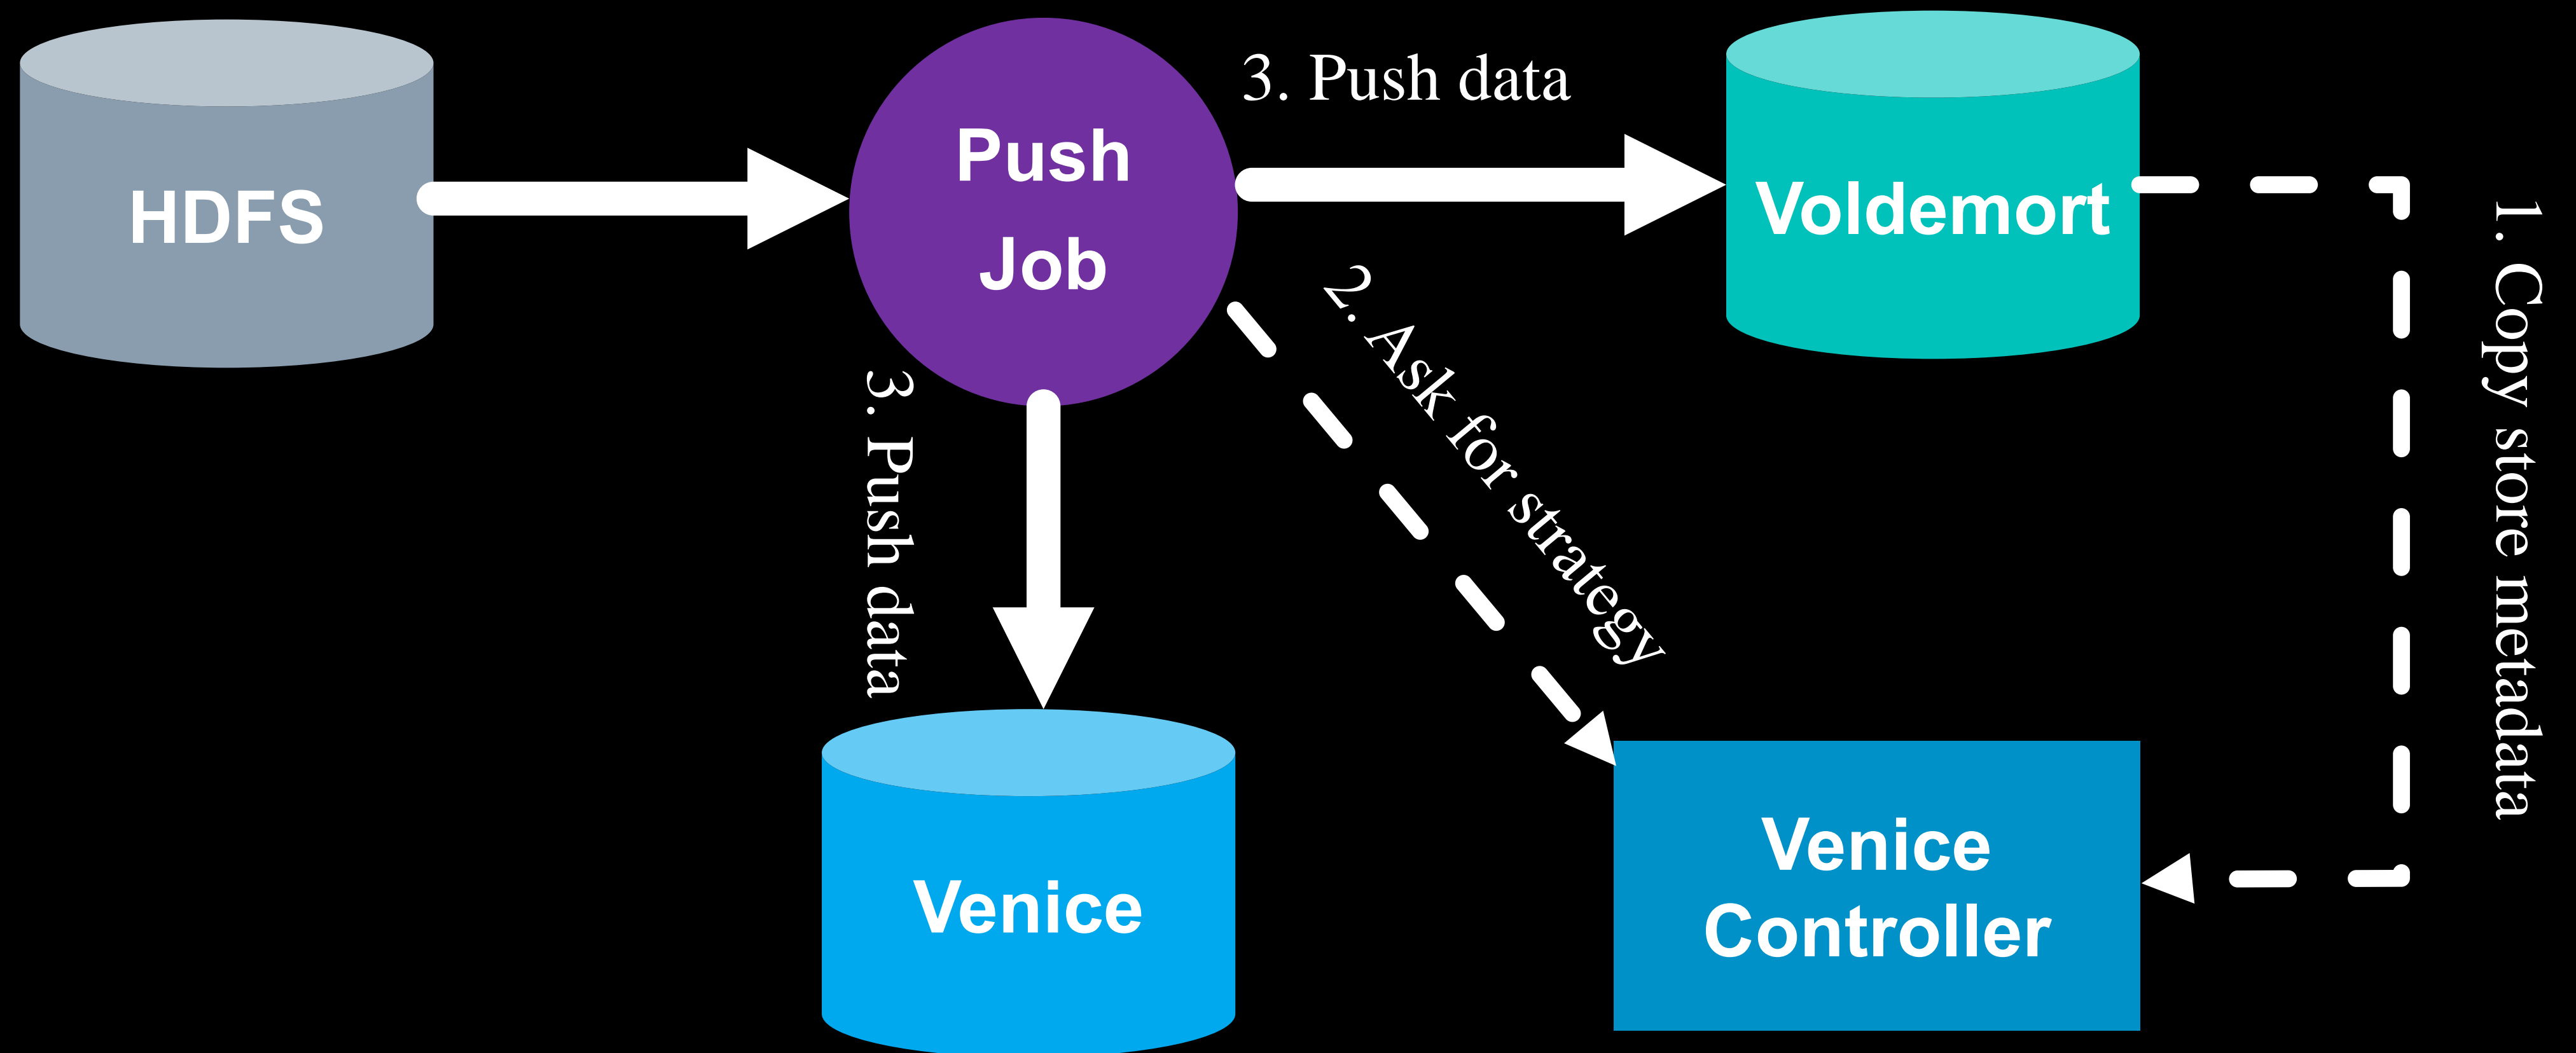 HDFS
Push
Job
3. Push data
Voldemort
1. Copy store metadata
2. Ask for strategy
3. Push data
Venice
Venice
Controller